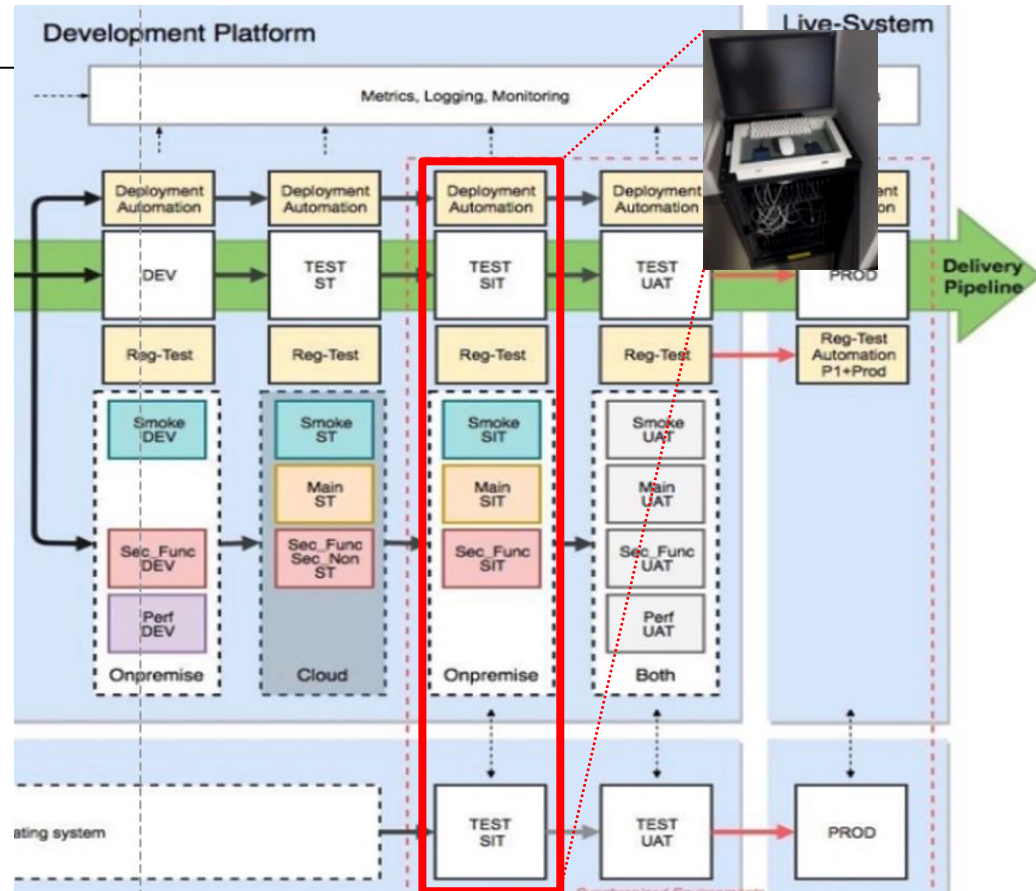 Development Platform
Live-System
Metrics, Logging, Monitoring
Deployment
Automation
Deployment
Automation
Deployment
Automation
Deployment
Automation
DEV
TEST
ST
TEST
SIT
TEST
UAT
PROD
Delivery
Pipeline
Reg-Test
Reg-Test
Reg-Test
Reg-Test
Reg-Test
Automation
P1+Prod
Smoke
DEV
Smoke
ST
Smoke
SIT
Smoke
UAT
Main
ST
Main
SIT
Main
UAT
Sec_Func
DEV
Sec_Func
Sec_Non
ST
Sec_Func
SIT
Sec_Func
UAT
Perf
DEV
Perf
UAT
Onpremise
Cloud
Onpremise
Both
ating system
TEST
SIT
TEST
UAT
PROD